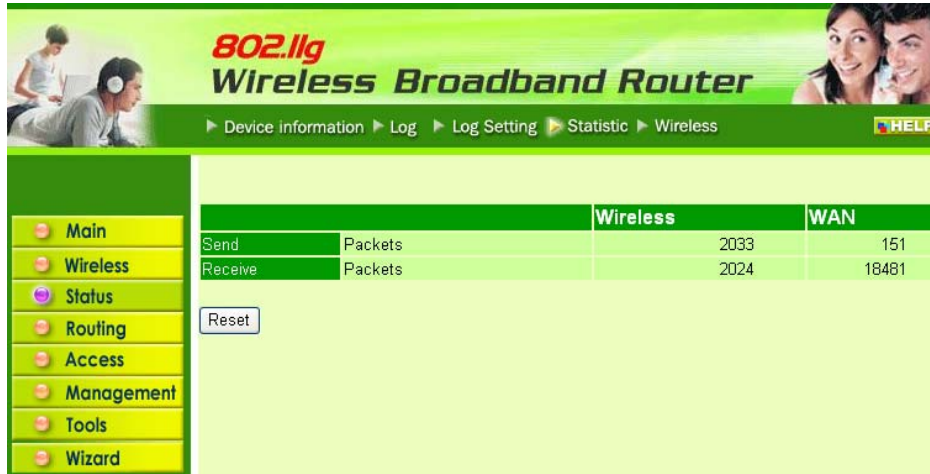 802.11g
Wireless Broadband Router
Device information Log Log Setting Statistic Wireless
HELP
Main
Wireless
Status
Routing
Access
Management
Tools
Wizard
Wireless WAN
Send Packets 2033 151
Receive Packets 2024 18481
Reset